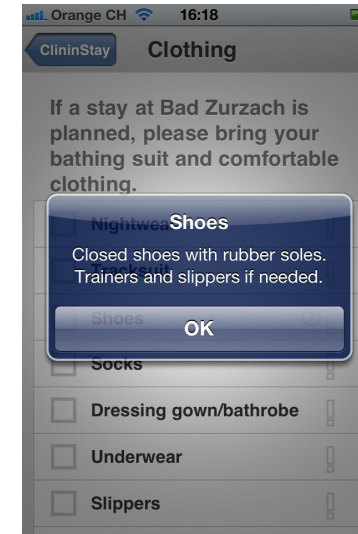 Orange CH 16:18
ClininStay Clothing
If a stay at Bad Zurzach is
planned, please bring your
bathing suit and comfortable
clothing.
Nightwea
Shoes
Closed shoes with rubber soles.
Tracksuit
Trainers and slippers if needed.
Shoes
OK
Socks
Dressing gown/bathrobe
Underwear
Slippers